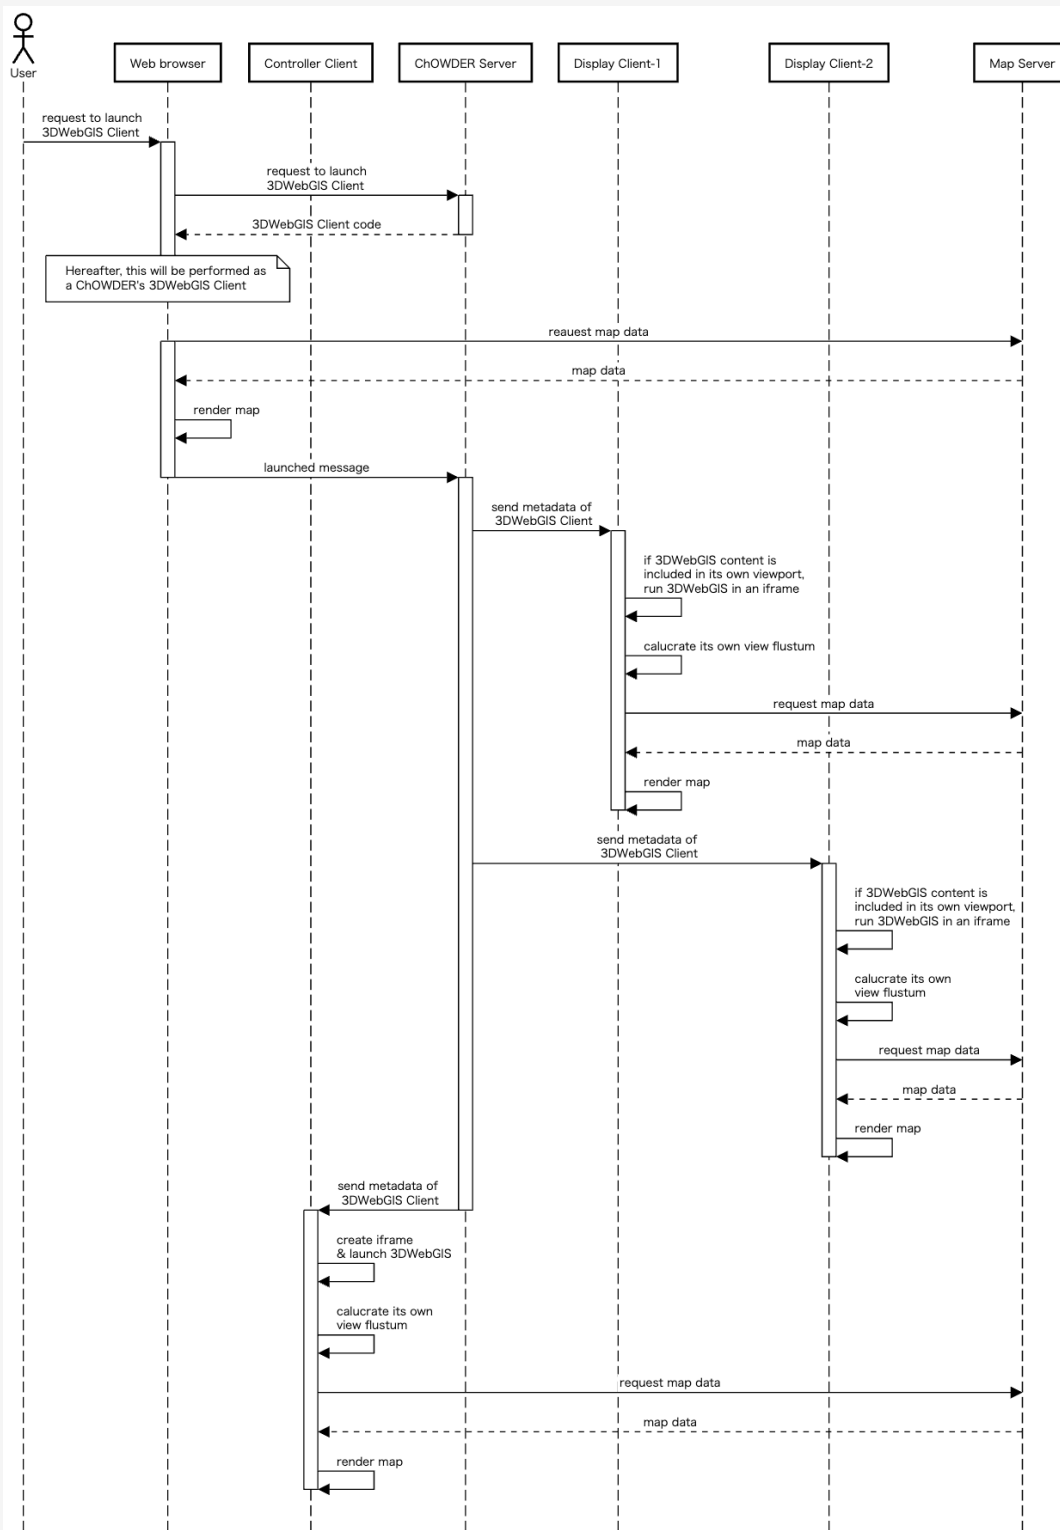 User
Web browser
Controller Client
ChOWDER Server
Display Client-1
Display Client-2
Map Server
request to launch
3DWebGIS Client
request to launch
3DWebGIS Client
3DWebGIS Client code
Hereafter, this will be performed as
a ChOWDER's 3DWebGIS Client
reauest map data
map data
render map
launched message
send metadata of
3DWebGIS Client
if 3DWebGIS content is
included in its own viewport,
run 3DWebGIS in an iframe
calucrate its own view flustum
request map data
map data
render map
send metadata of
3DWebGIS Client
if 3DWebGIS content is
included in its own viewport,
run 3DWebGIS in an iframe
calucrate its own
view flustum
request map data
map data
render map
send metadata of
3DWebGIS Client
create iframe
& launch 3DWebGIS
calucrate its own
view flustum
request map data
map data
render map